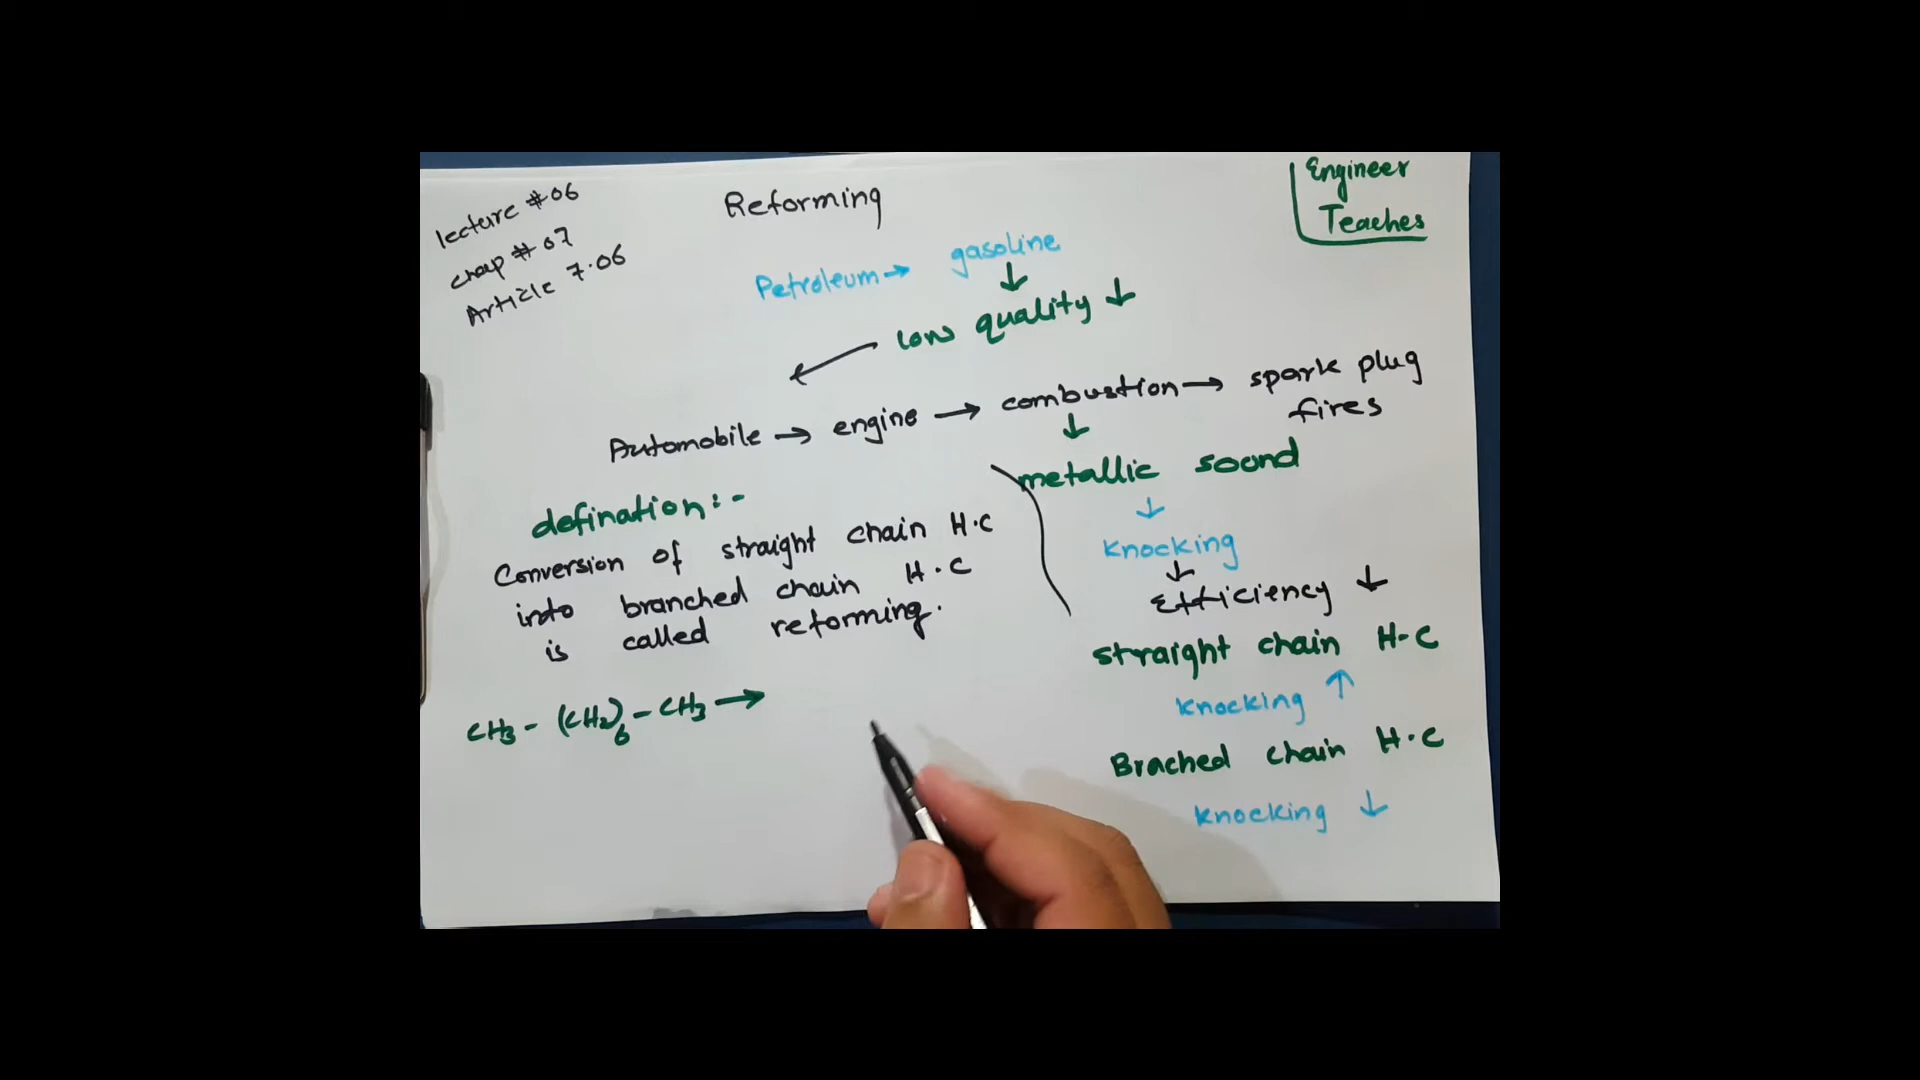 lecture #06
chap # 07
Article 7.06
Reforming
Engineer
Teaches
Petroleum → gasoline
↓
low quality ↓
Automobile → engine → combustion → spark plug
fires
↓
metallic sound
↓
knocking
↓
Efficiency ↓
straight chain H-C
knocking ↑
Brached chain H.C
knocking ↓
defination:-
Conversion of straight chain H.C
into branched chain H.C
is called reforming.
CH3 - (CH2)6 - CH3 →